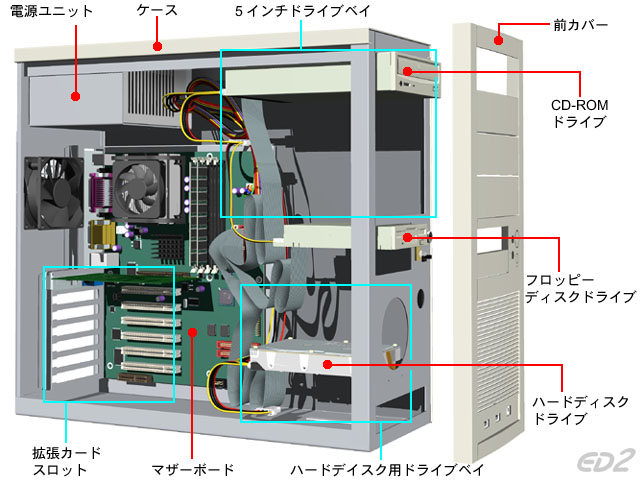 電源ユニット
ケース
5インチドライブベイ
前カバー
CD-ROM
ドライブ
フロッピー
ディスクドライブ
ハードディスク
ドライブ
拡張カード
スロット
マザーボード
ハードデイスク用ドライブベイ
ED2